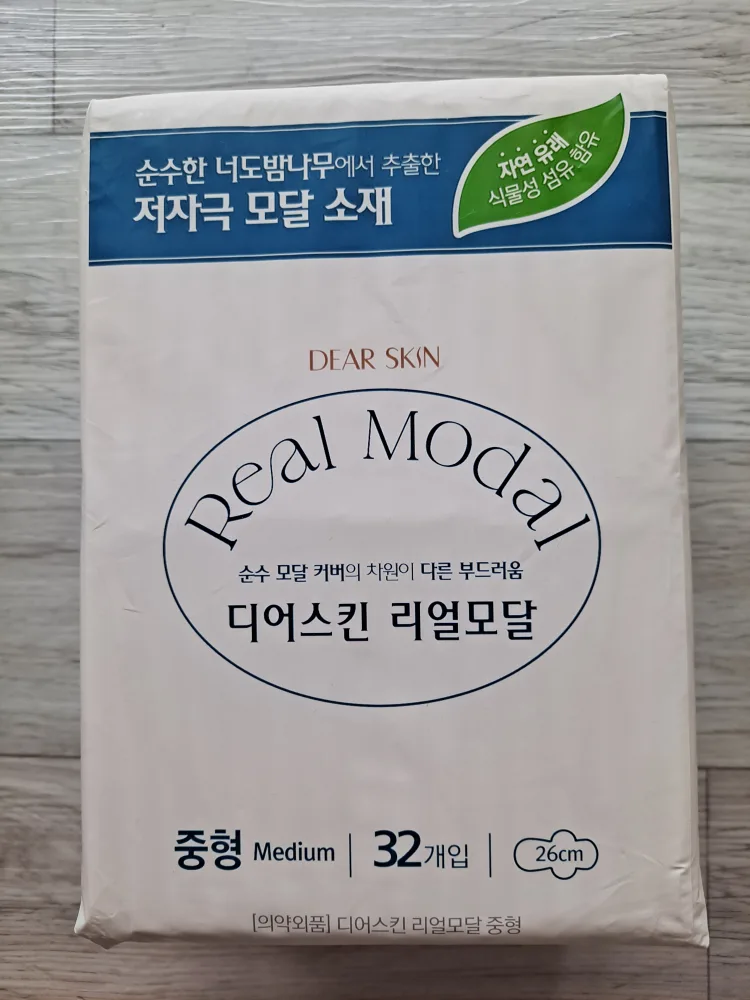 순수한 너도밤나무에서 추출한
저자극 모달 소재
자연 유래
식물성 섬유 함유
DEAR SKIN
Real Modal
순수 모달 커버의 차원이 다른 부드러움
디어스킨 리얼모달
중형 Medium | 32개입 | 26cm
[의약외품] 디어스킨 리얼모달 중형